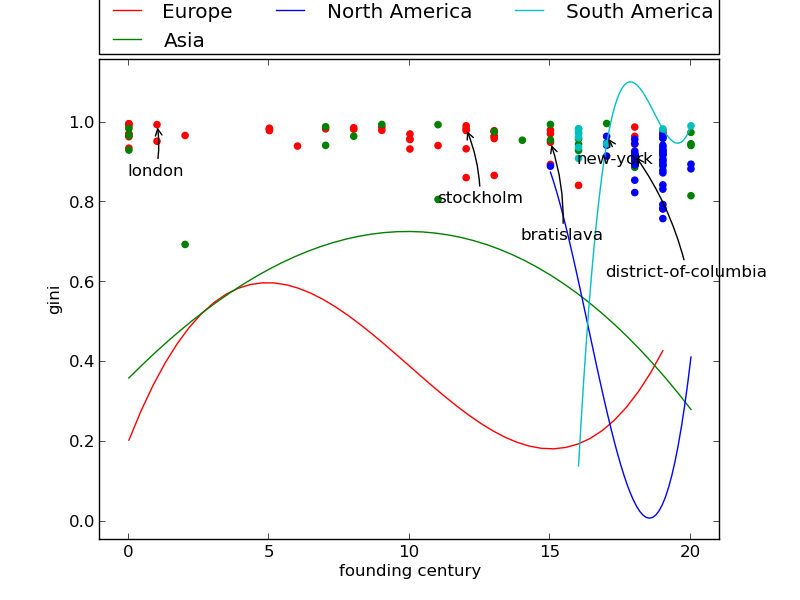 Europe North America South America
Asia
1.0
0.8
0.6
0.4
0.2
0.0
gini
london
stockholm
bratislava
new-york
district-of-columbia
0 5 10 15 20
founding century